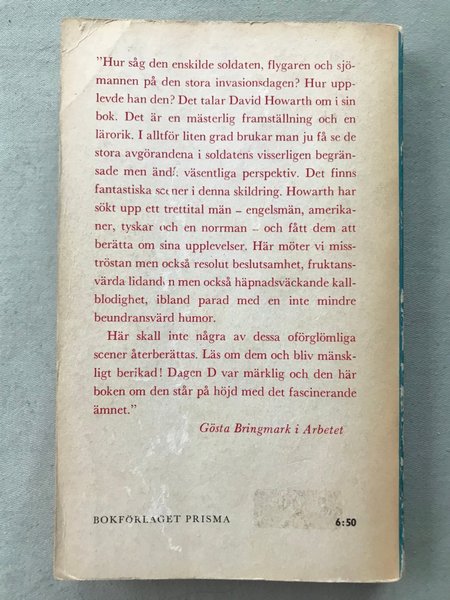 "Hur såg den enskilde soldaten, flygaren och sjö-
mannen på den stora invasionsdagen? Hur upp-
levde han den? Det talar David Howarth om i sin
bok. Det är en mästerlig framställning och en
lärorik. I alltför liten grad brukar man ju få se de
stora avgörandena i soldatens visserligen begrän-
sade men ändå väsentliga perspektiv. Det finns
fantastiska scener i denna skildring. Howarth har
sökt upp ett trettital män – engelsmän, amerika-
ner, tyskar och en norrman – och fått dem att
berätta om sina upplevelser. Här möter vi miss-
tröstan men också resolut beslutsamhet, fruktans-
värda lidanden men också häpnadsväckande kall-
blodighet, ibland parad med en inte mindre
beundransvärd humor.
Här skall inte några av dessa oförglömliga
scener återberättas. Läs om dem och bliv mänsk-
ligt berikad! Dagen D var märklig och den här
boken om den står på höjd med det fascinerande
ämnet."
Gösta Bringmark i Arbetet
BOKFÖRLAGET PRISMA
6:50